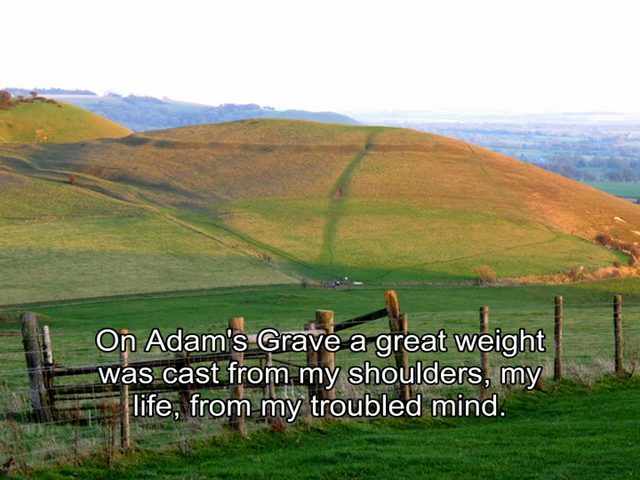 On Adam's Grave a great weight
was cast from my shoulders, my
life, from my troubled mind.